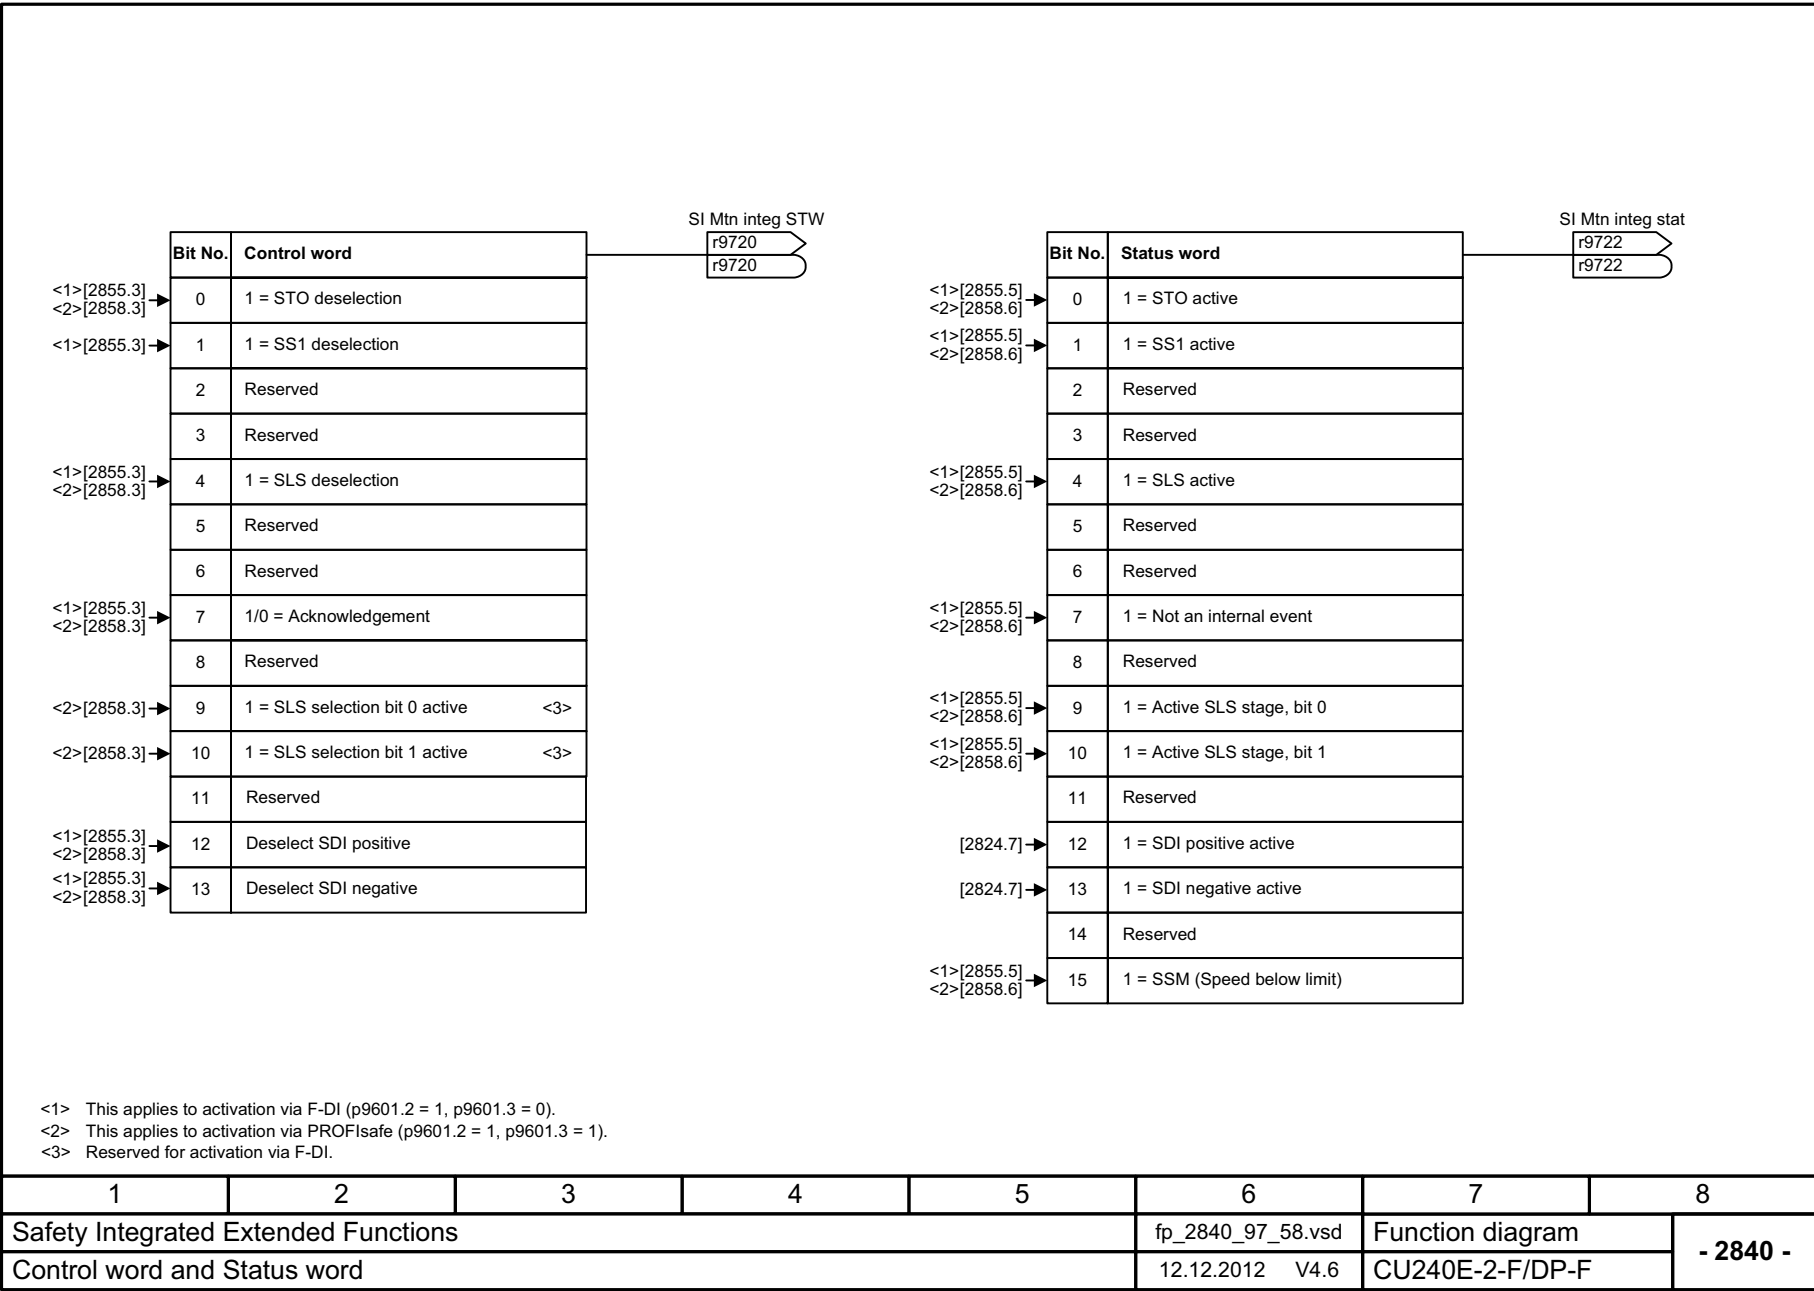 SI Mtn integ STW
r9720
r9720
Bit No. Control word
<1>[2855.3]
<2>[2858.3]
0 1 = STO deselection
<1>[2855.3] 1 1 = SS1 deselection
2 Reserved
3 Reserved
<1>[2855.3]
<2>[2858.3]
4 1 = SLS deselection
5 Reserved
6 Reserved
<1>[2855.3]
<2>[2858.3]
7 1/0 = Acknowledgement
8 Reserved
<2>[2858.3] 9 1 = SLS selection bit 0 active <3>
<2>[2858.3] 10 1 = SLS selection bit 1 active <3>
11 Reserved
<1>[2855.3]
<2>[2858.3]
12 Deselect SDI positive
<1>[2855.3]
<2>[2858.3]
13 Deselect SDI negative
SI Mtn integ stat
r9722
r9722
Bit No. Status word
<1>[2855.5]
<2>[2858.6]
0 1 = STO active
<1>[2855.5]
<2>[2858.6]
1 1 = SS1 active
2 Reserved
3 Reserved
<1>[2855.5]
<2>[2858.6]
4 1 = SLS active
5 Reserved
6 Reserved
<1>[2855.5]
<2>[2858.6]
7 1 = Not an internal event
8 Reserved
<1>[2855.5]
<2>[2858.6]
9 1 = Active SLS stage, bit 0
<1>[2855.5]
<2>[2858.6]
10 1 = Active SLS stage, bit 1
11 Reserved
[2824.7] 12 1 = SDI positive active
[2824.7] 13 1 = SDI negative active
14 Reserved
<1>[2855.5]
<2>[2858.6]
15 1 = SSM (Speed below limit)
<1> This applies to activation via F-DI (p9601.2 = 1, p9601.3 = 0).
<2> This applies to activation via PROFIsafe (p9601.2 = 1, p9601.3 = 1).
<3> Reserved for activation via F-DI.
1 2 3 4 5 6 7 8
Safety Integrated Extended Functions fp_2840_97_58.vsd Function diagram
- 2840 -
Control word and Status word 12.12.2012 V4.6 CU240E-2-F/DP-F